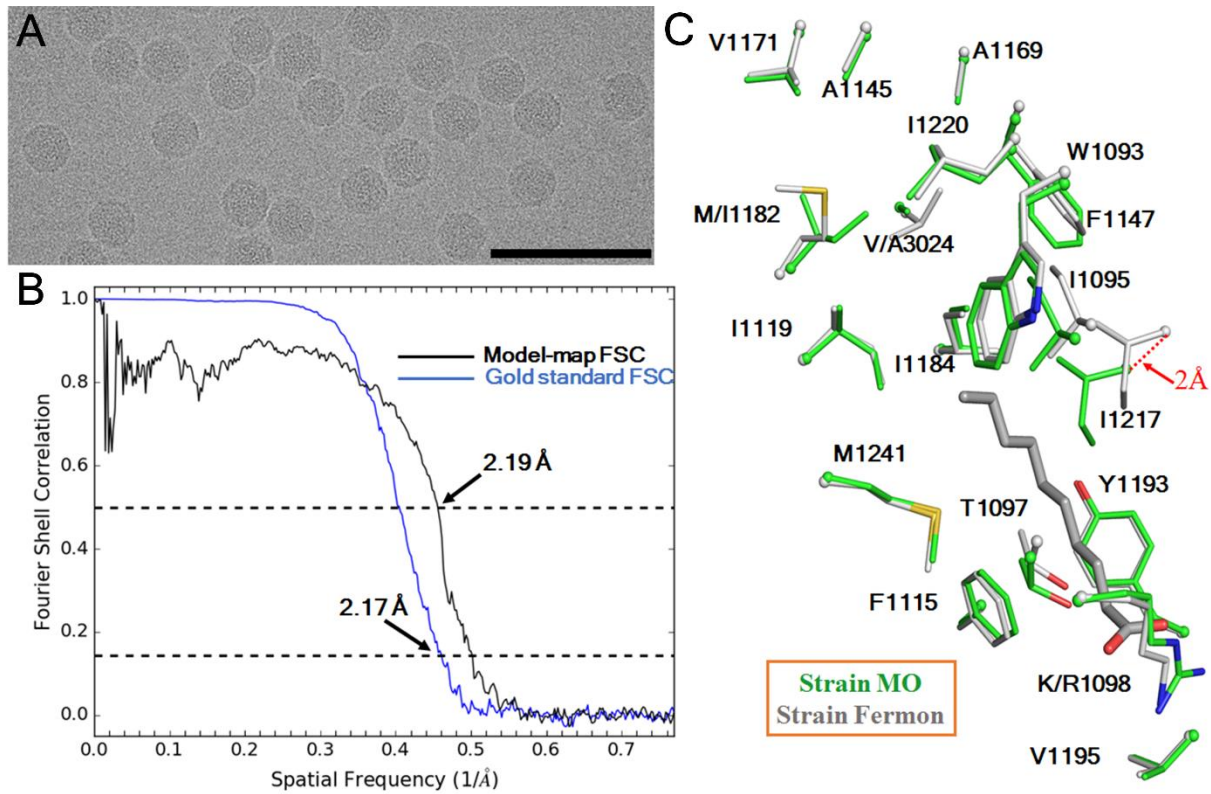 A
B
1.0
0.8
0.6
0.4
0.2
0.0
Fourier Shell Correlation
Model-map FSC
Gold standard FSC
2.19 Å
2.17 Å
0.0 0.1 0.2 0.3 0.4 0.5 0.6 0.7
Spatial Frequency (1/Å)
C
V1171
A1145
A1169
I1220
W1093
M/I1182
V/A3024
F1147
I1095
I1119
I1184
2Å
I1217
M1241
Y1193
T1097
F1115
K/R1098
Strain MO
Strain Fermon
V1195